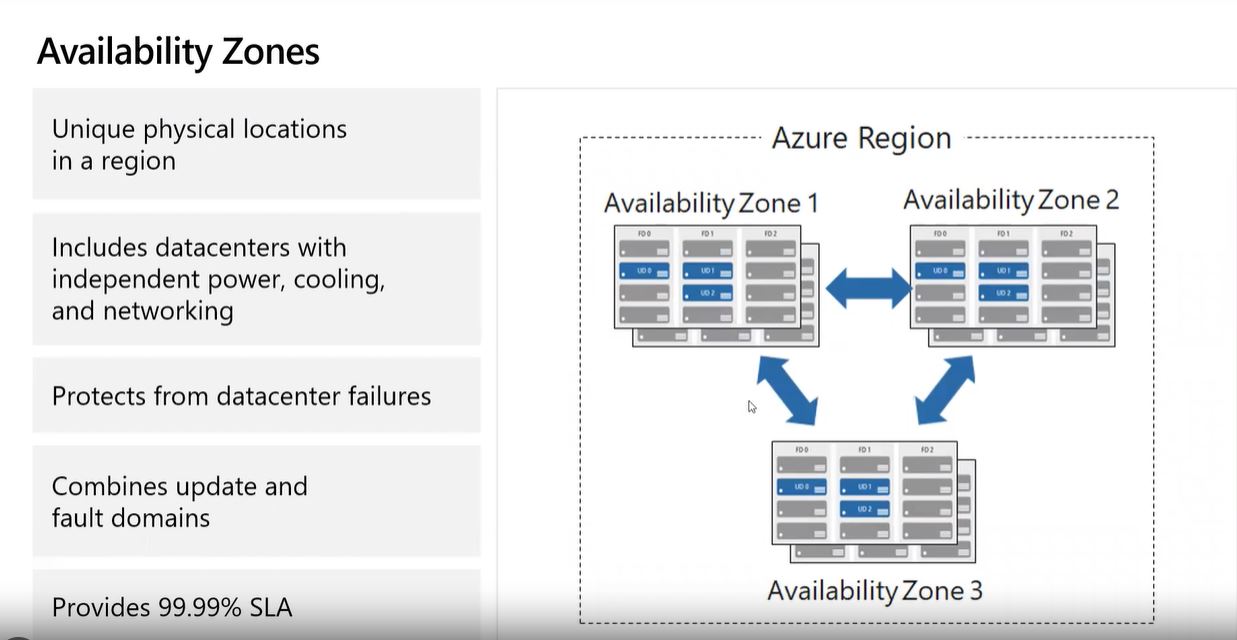 Availability Zones
Unique physical locations
in a region
Includes datacenters with
independent power, cooling,
and networking
Protects from datacenter failures
Combines update and
fault domains
Provides 99.99% SLA
Azure Region
Availability Zone 1
FD 0 FD 1 FD 2
UD 0 UD 1
UD 2
Availability Zone 2
FD 0 FD 1 FD 2
UD 0 UD 1
UD 2
FD 0 FD 1 FD 2
UD 0 UD 1
UD 2
Availability Zone 3